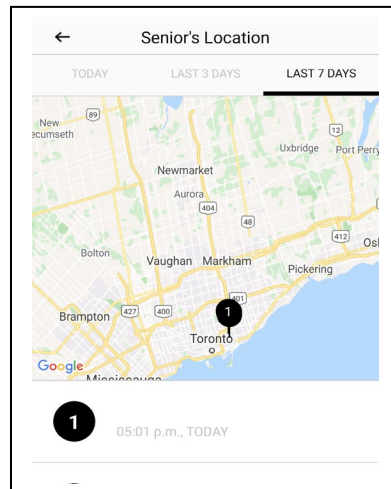 Senior's Location
TODAY
LAST 3 DAYS
LAST 7 DAYS
89
New
ecumseth
12
Uxbridge
Port Perry
Newmarket
Aurora
404
48
412
Bolton
Vaughan
Markham
Osh
Pickering
401
1
Brampton
427
400
Toronto
Google
Mississauga
1
05:01 p.m., TODAY